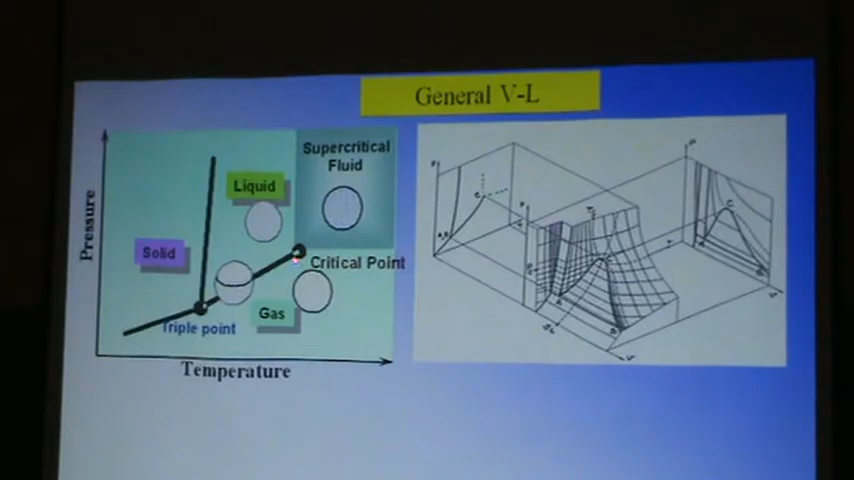 General V-L
Supercritical
Fluid
Liquid
Solid
Critical Point
Gas
Triple point
Pressure
Temperature